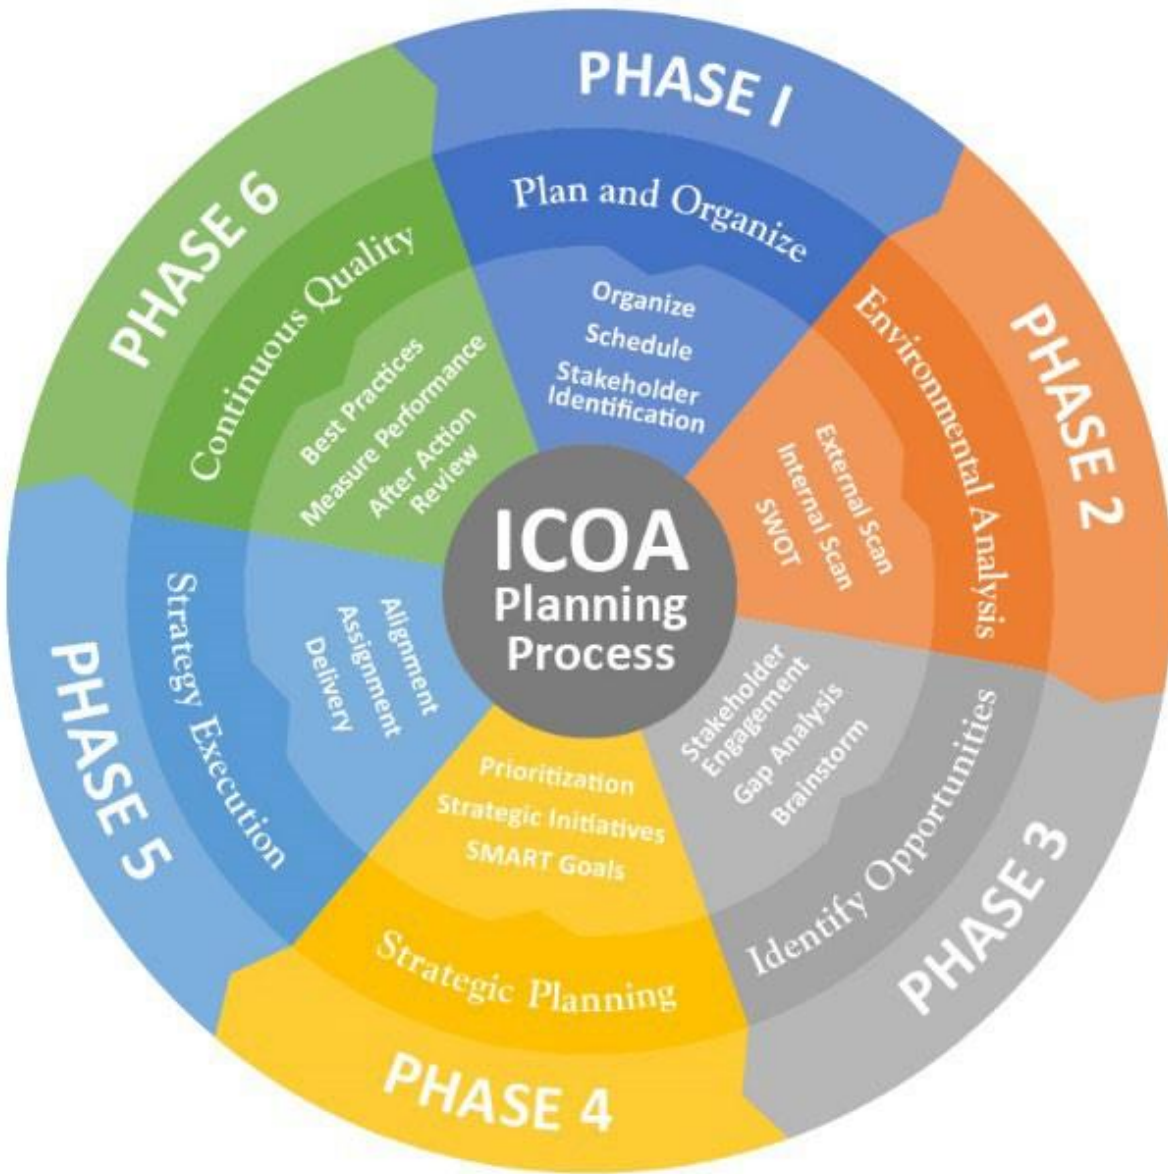 ICOA
Planning
Process
PHASE I
Plan and Organize
Organize
Schedule
Stakeholder
Identification
PHASE 2
Environmental Analysis
External Scan
Internal Scan
SWOT
PHASE 3
Identify Opportunities
Stakeholder
Engagement
Gap Analysis
Brainstorm
PHASE 4
Strategic Planning
Prioritization
Strategic Initiatives
SMART Goals
PHASE 5
Strategy Execution
Alignment
Assignment
Delivery
PHASE 6
Continuous Quality
Best Practices
Measure Performance
After Action
Review